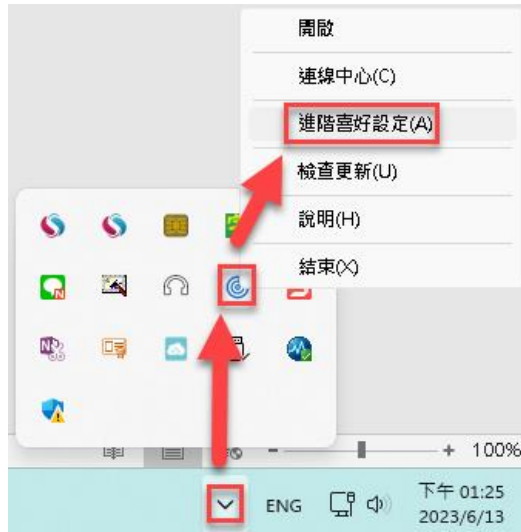 開啟
連線中心(C)
進階喜好設定(A)
檢查更新(U)
說明(H)
結束(X)
100%
ENG
下午 01:25
2023/6/13